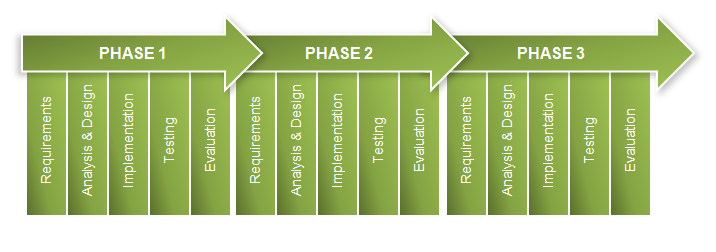 PHASE 1
PHASE 2
PHASE 3
Requirements
Analysis & Design
Implementation
Testing
Evaluation
Requirements
Analysis & Design
Implementation
Testing
Evaluation
Requirements
Analysis & Design
Implementation
Testing
Evaluation